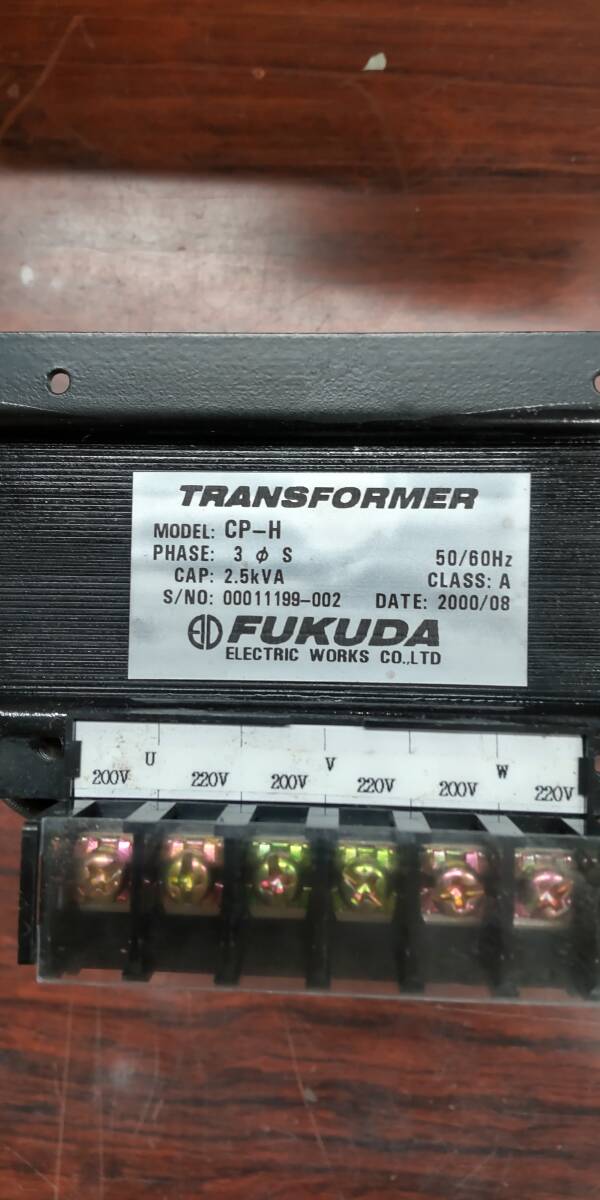 TRANSFORMER
MODEL: CP-H
PHASE: 3 φ S 50/60Hz
CAP: 2.5kVA CLASS: A
S/NO: 00011199-002 DATE: 2000/08
FUKUDA
ELECTRIC WORKS CO.,LTD
U V W
200V 220V 200V 220V 200V 220V